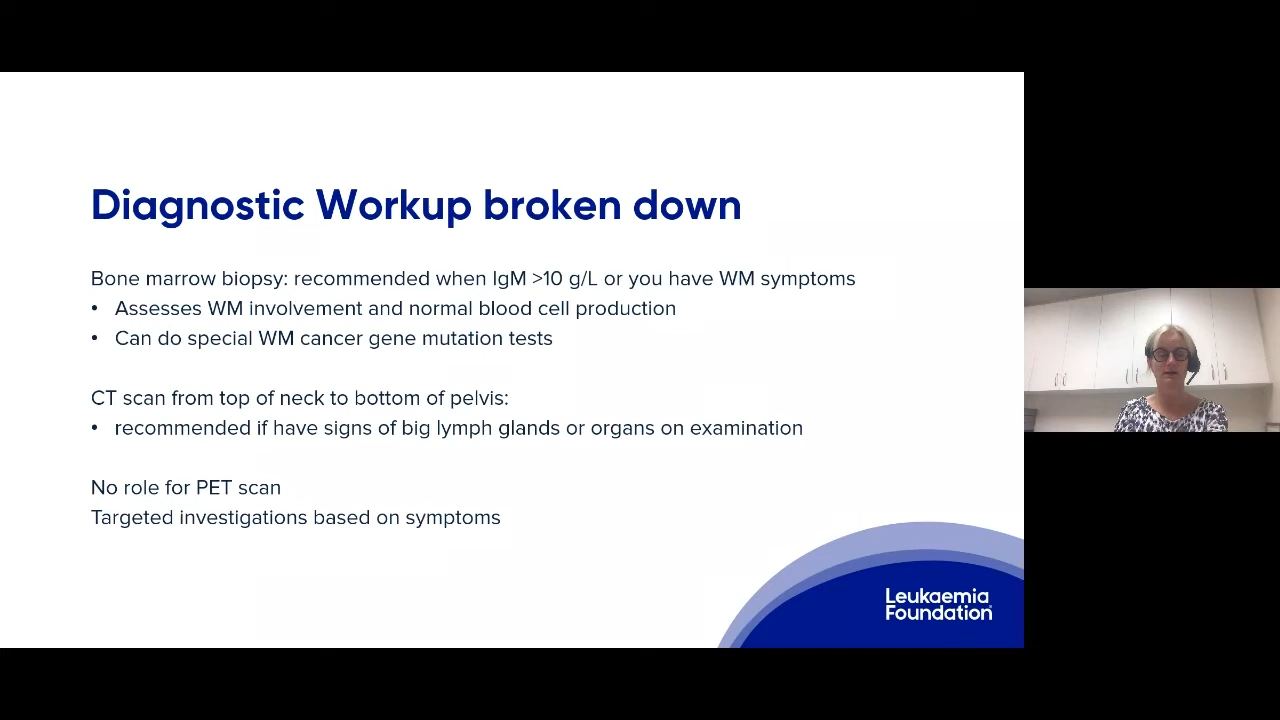 Diagnostic Workup broken down
Bone marrow biopsy: recommended when IgM >10 g/L or you have WM symptoms
• Assesses WM involvement and normal blood cell production
• Can do special WM cancer gene mutation tests
CT scan from top of neck to bottom of pelvis:
• recommended if have signs of big lymph glands or organs on examination
No role for PET scan
Targeted investigations based on symptoms
Leukaemia
Foundation